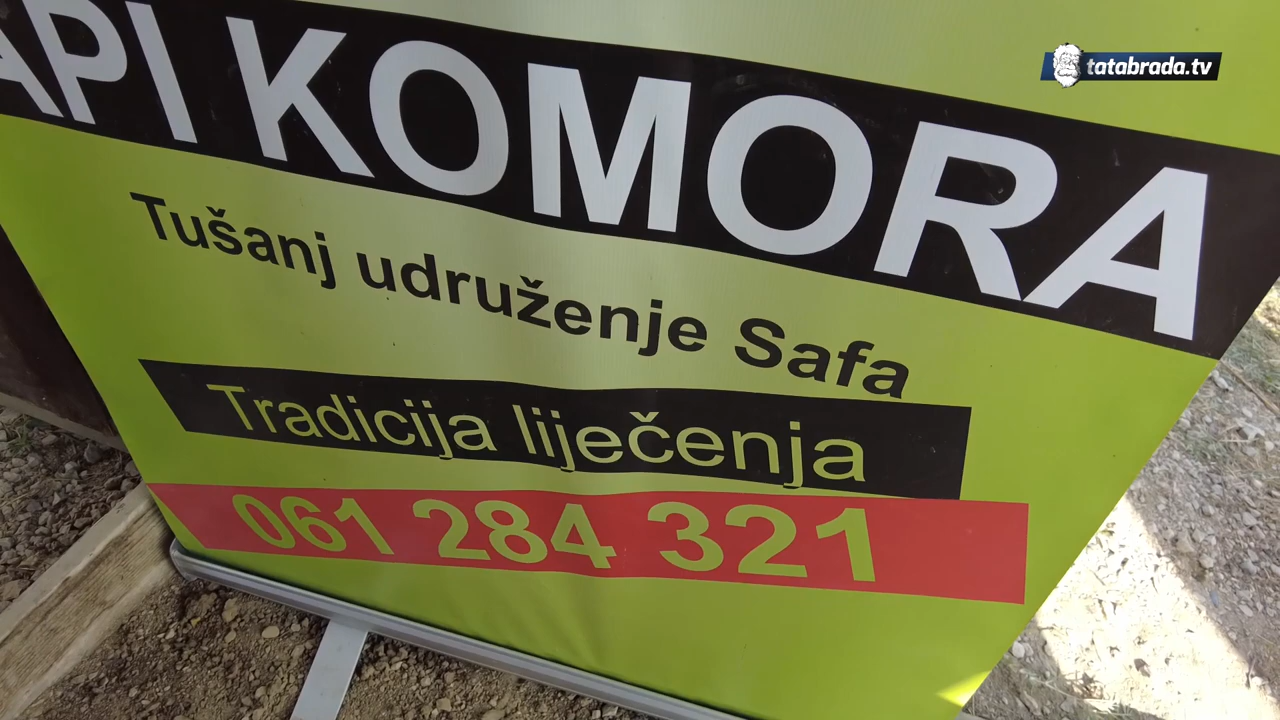 tatabrada.tv
API KOMORA
Tušanj udruženje Safa
Tradicija liječenja
061 284 321